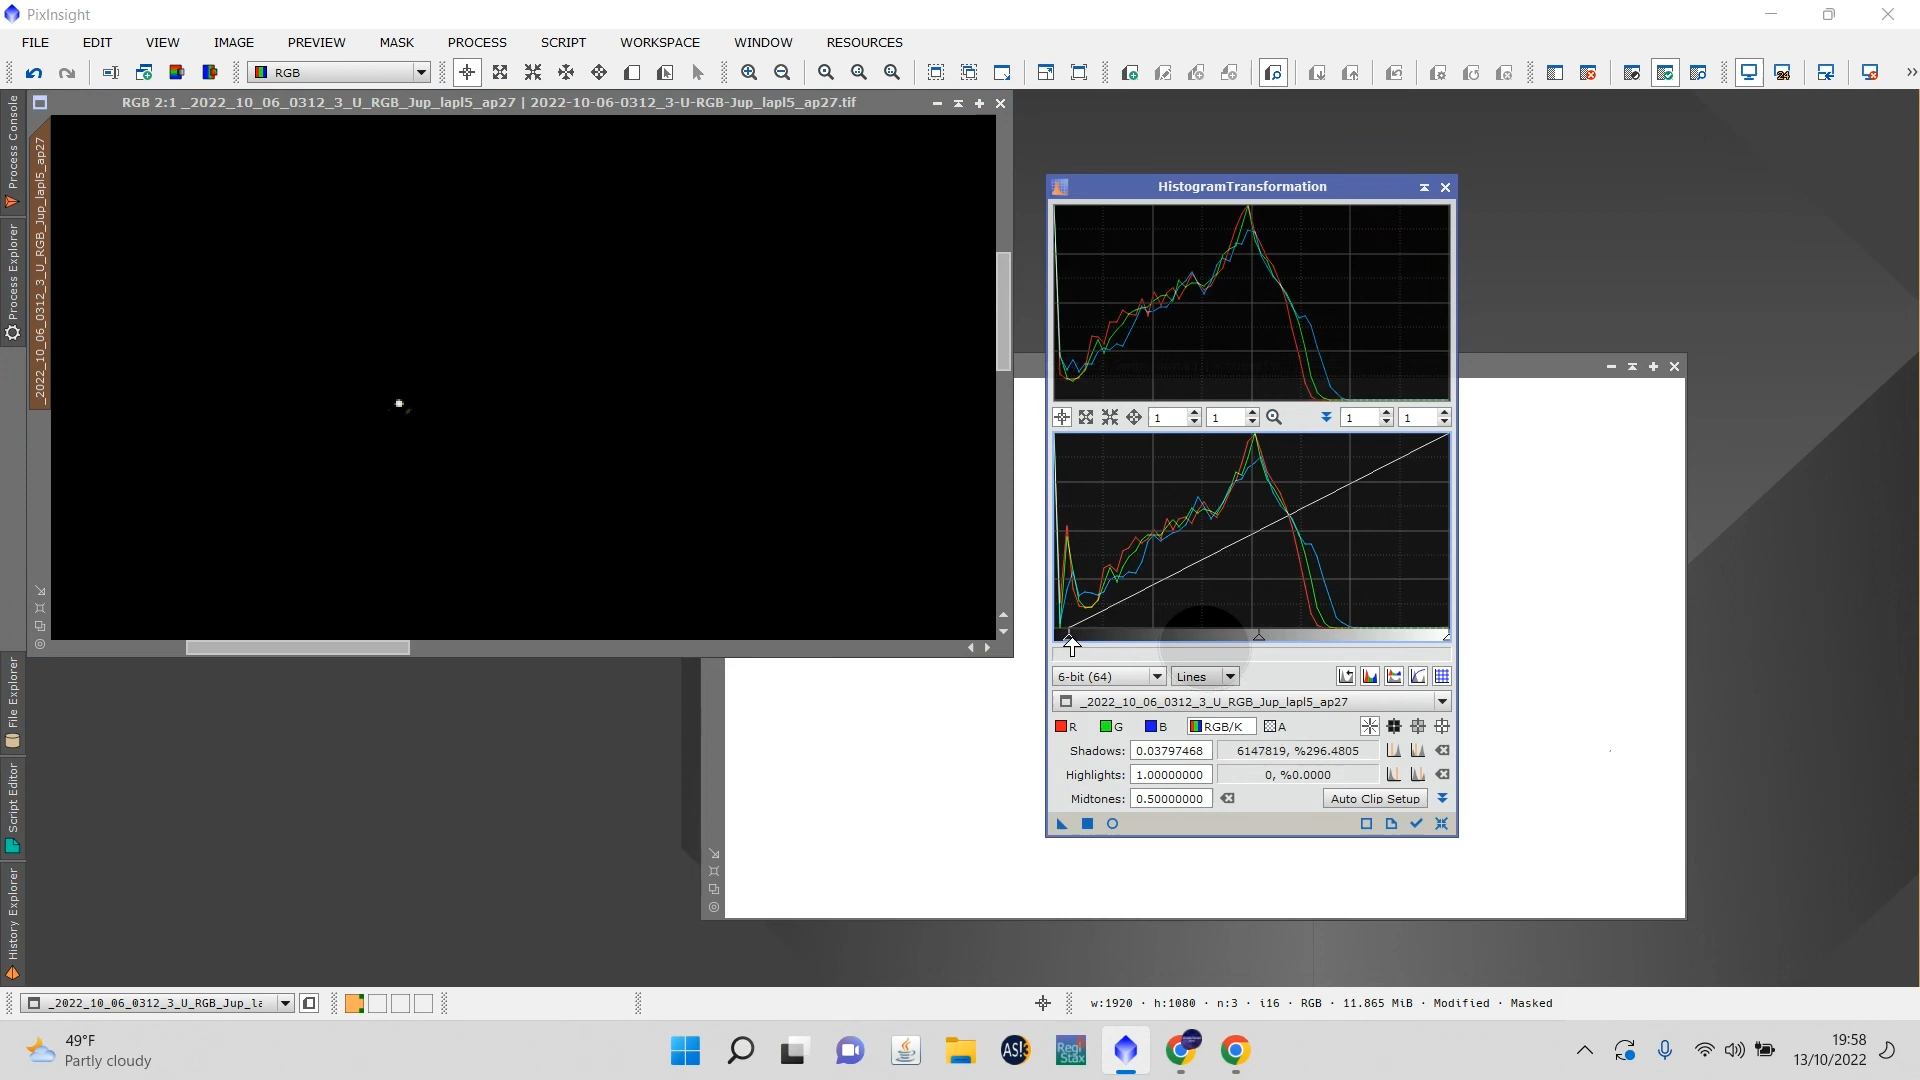 PixInsight
FILE EDIT VIEW IMAGE PREVIEW MASK PROCESS SCRIPT WORKSPACE WINDOW RESOURCES
RGB
RGB 2:1 _2022_10_06_0312_3_U_RGB_Jup_lapl5_ap27 | 2022-10-06-0312_3-U-RGB-Jup_lapl5_ap27.tif
_2022_10_06_0312_3_U_RGB_Jup_lapl5_ap27
Process Console
Process Explorer
File Explorer
Script Editor
History Explorer
HistogramTransformation
1 1 1 1
6-bit (64) Lines
_2022_10_06_0312_3_U_RGB_Jup_lapl5_ap27
R G B RGB/K A
Shadows: 0.03797468 6147819, %296.4805
Highlights: 1.00000000 0, %0.0000
Midtones: 0.50000000 Auto Clip Setup
_2022_10_06_0312_3_U_RGB_Jup_la
w:1920 · h:1080 · n:3 · i16 · RGB · 11.865 MiB · Modified · Masked
49°F
Partly cloudy
AS!3
Regi
Stax
19:58
13/10/2022